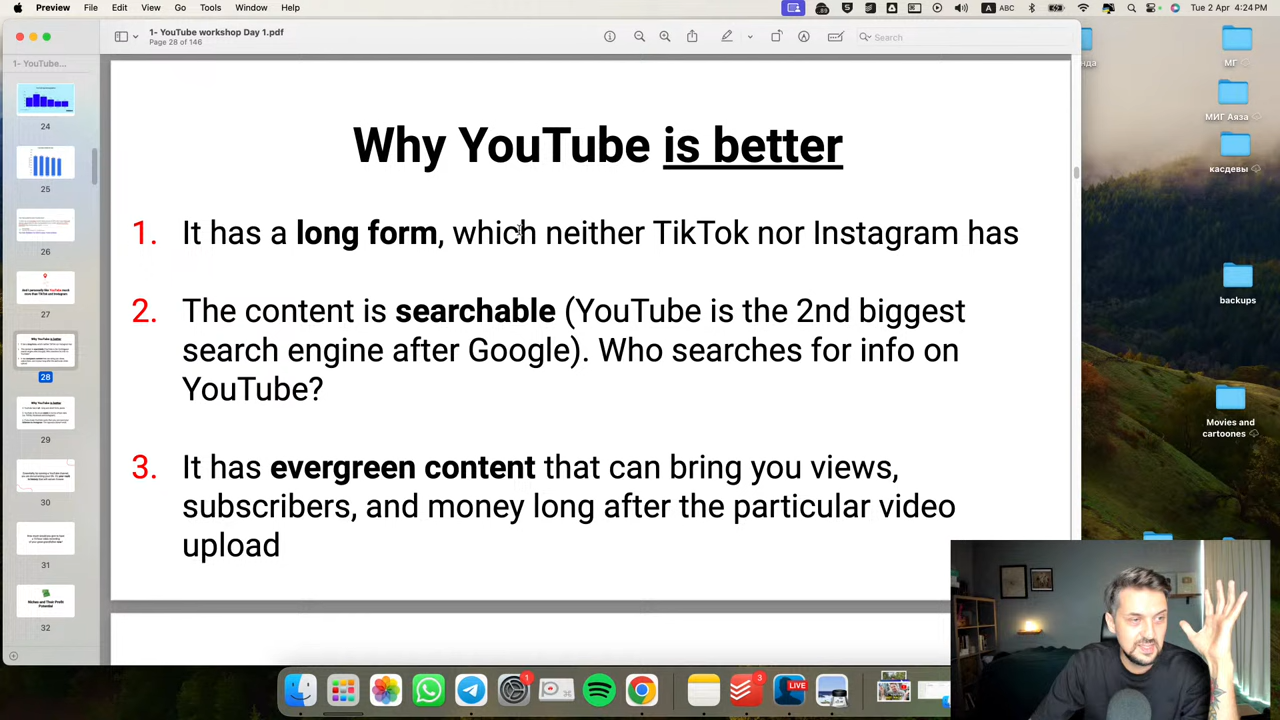 Preview File Edit View Go Tools Window Help
ABC Tue 2 Apr 4:24 PM
1- YouTube workshop Day 1.pdf
Page 28 of 146
Search
1- YouTube...
24
25
26
27
28
29
30
31
32
Why YouTube is better
1. It has a long form, which neither TikTok nor Instagram has
2. The content is searchable (YouTube is the 2nd biggest
search engine after Google). Who searches for info on
YouTube?
3. It has evergreen content that can bring you views,
subscribers, and money long after the particular video
upload
нда
МГ
МИГ Аяза
касдевы
backups
Movies and
cartoones
1
3
LIVE